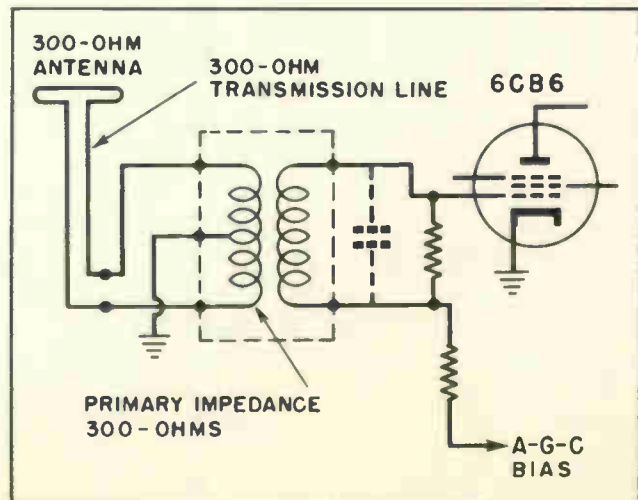 300-OHM
ANTENNA
300-OHM
TRANSMISSION LINE
6CB6
PRIMARY IMPEDANCE
300-OHMS
A-G-C
BIAS